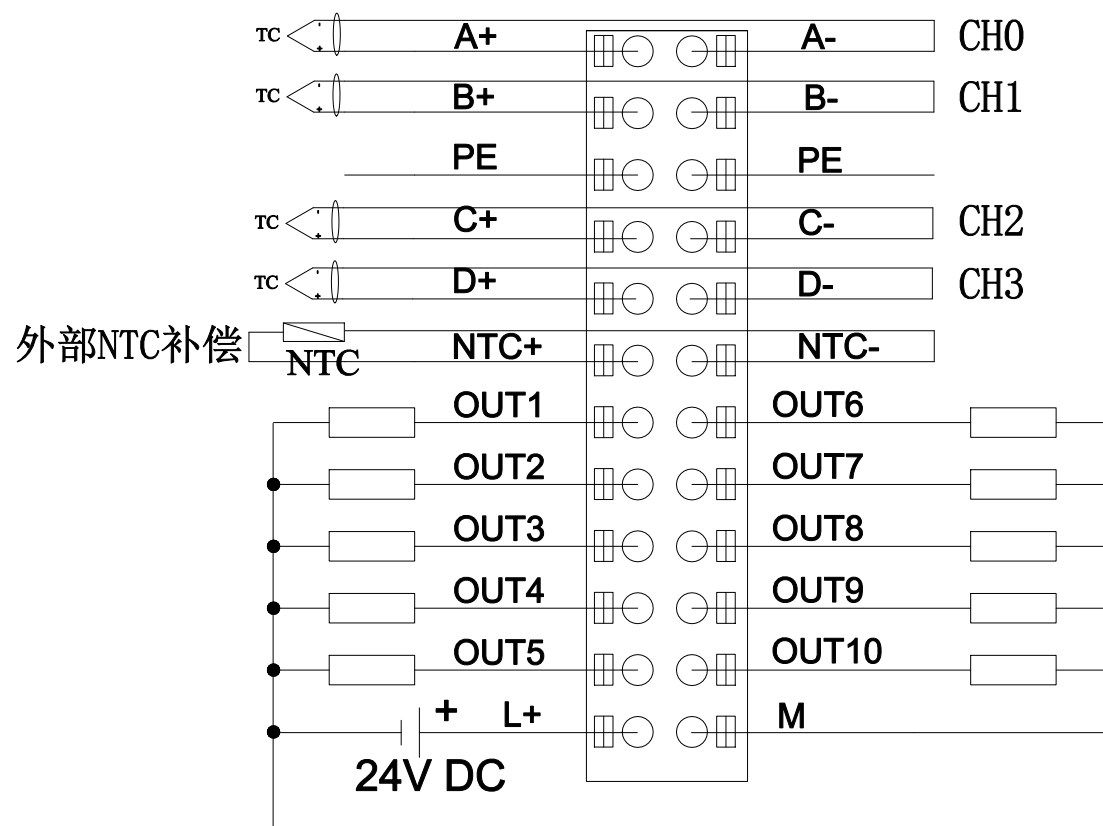 TC A+ A- CH0
TC B+ B- CH1
PE PE
TC C+ C- CH2
TC D+ D- CH3
外部NTC补偿 NTC NTC+ NTC-
OUT1 OUT6
OUT2 OUT7
OUT3 OUT8
OUT4 OUT9
OUT5 OUT10
+ L+ M
24V DC